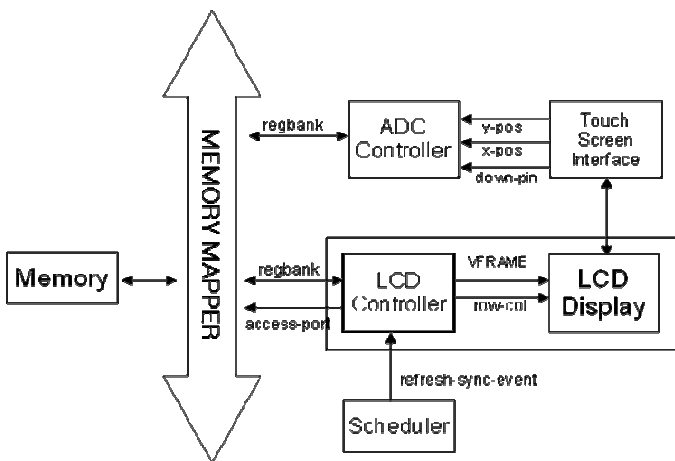 regbank
ADC
Controller
y-pos
x-pos
down-pin
Touch
Screen
Interface
MEMORY MAPPER
Memory
regbank
access-port
LCD
Controller
VFRAME
row-col
LCD
Display
refresh-sync-event
Scheduler